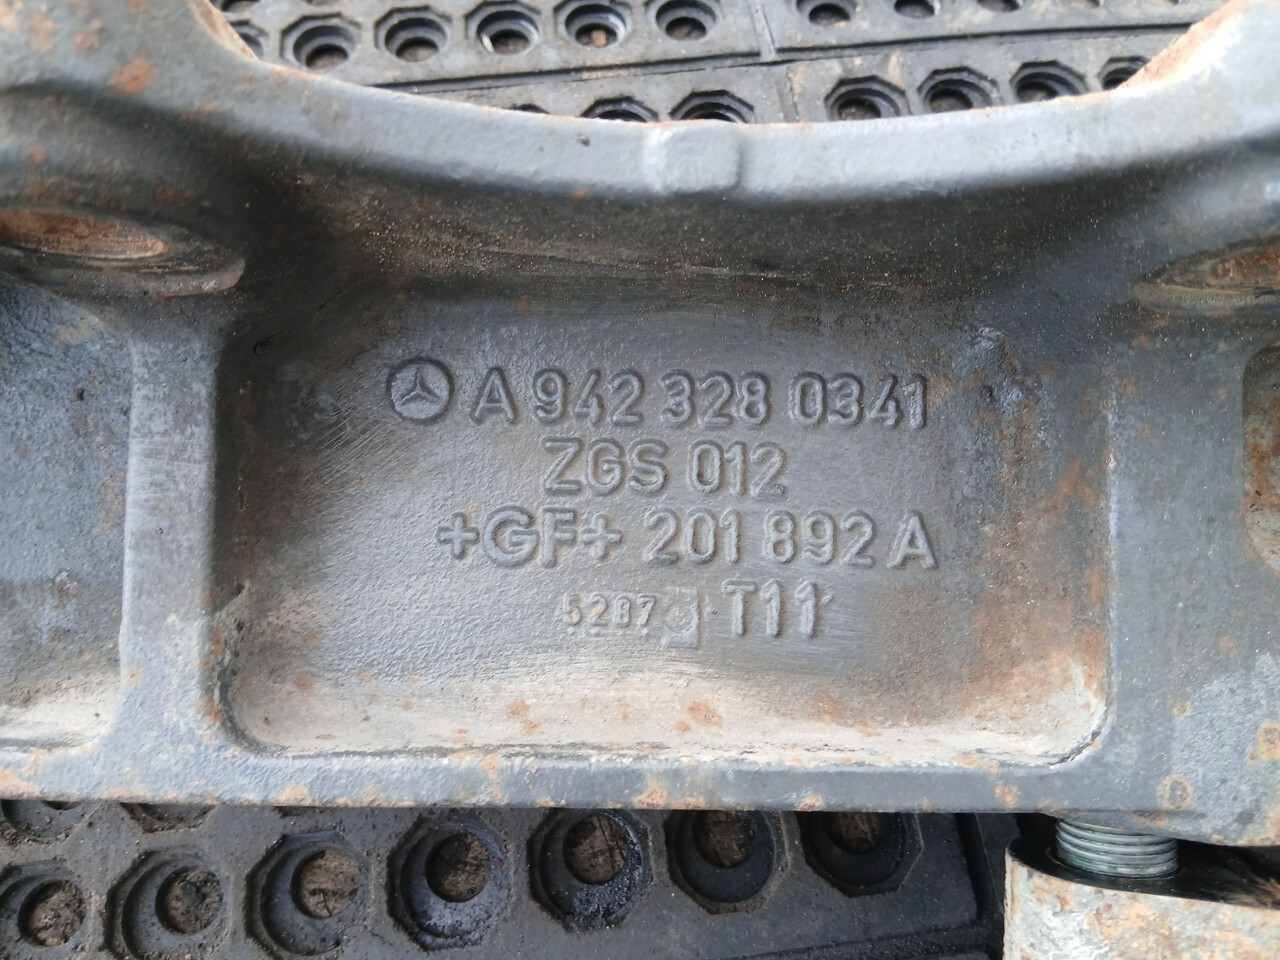 A 942 328 0341
ZGS 012
+GF+ 201 892 A
5287 T11